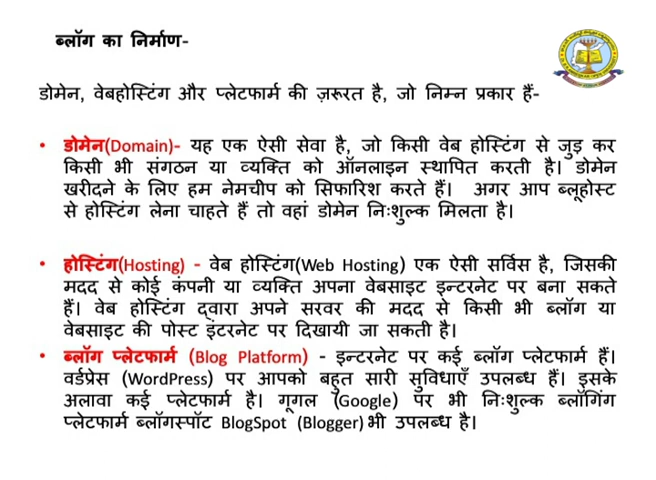 ब्लॉग का निर्माण-
डोमेन, वेबहोस्टिंग और प्लेटफार्म की ज़रूरत है, जो निम्न प्रकार हैं-
• डोमेन(Domain)- यह एक ऐसी सेवा है, जो किसी वेब होस्टिंग से जुड़ कर
किसी भी संगठन या व्यक्ति को ऑनलाइन स्थापित करती है। डोमेन
खरीदने के लिए हम नेमचीप को सिफारिश करते हैं। अगर आप ब्लूहोस्ट
से होस्टिंग लेना चाहते हैं तो वहां डोमेन निःशुल्क मिलता है।
• होस्टिंग(Hosting) - वेब होस्टिंग(Web Hosting) एक ऐसी सर्विस है, जिसकी
मदद से कोई कंपनी या व्यक्ति अपना वेबसाइट इन्टरनेट पर बना सकते
हैं। वेब होस्टिंग द्वारा अपने सरवर की मदद से किसी भी ब्लॉग या
वेबसाइट की पोस्ट इंटरनेट पर दिखायी जा सकती है।
• ब्लॉग प्लेटफार्म (Blog Platform) - इन्टरनेट पर कई ब्लॉग प्लेटफार्म हैं।
वर्डप्रेस (WordPress) पर आपको बहुत सारी सुविधाएँ उपलब्ध हैं। इसके
अलावा कई प्लेटफार्म है। गूगल (Google) पर भी निःशुल्क ब्लॉगिंग
प्लेटफार्म ब्लॉगस्पॉट BlogSpot (Blogger) भी उपलब्ध है।